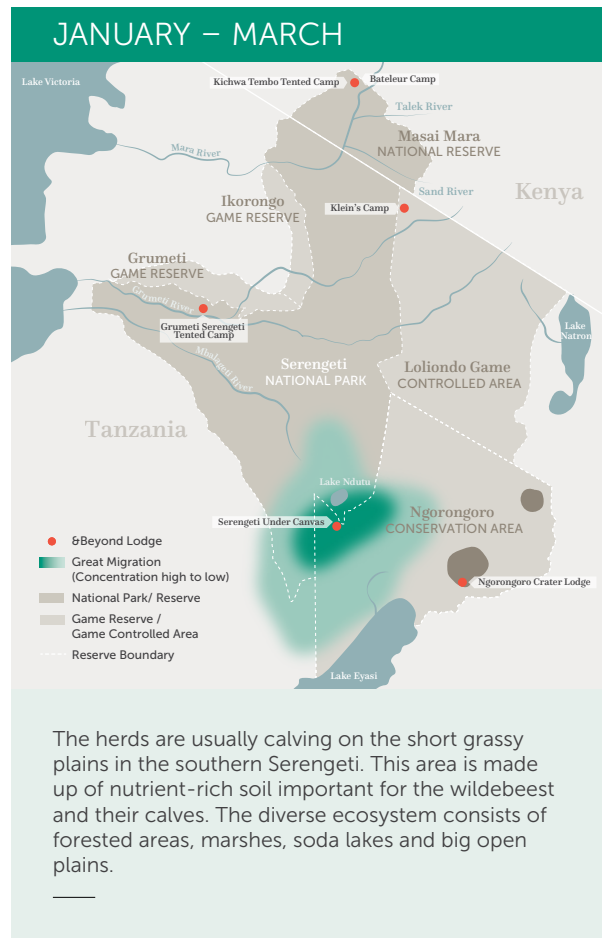 JANUARY – MARCH
Lake Victoria
Kichwa Tembo Tented Camp
Bateleur Camp
Talek River
Masai Mara
NATIONAL RESERVE
Mara River
Sand River
Kenya
Ikorongo
GAME RESERVE
Klein's Camp
Grumeti
GAME RESERVE
Grumeti River
Grumeti Serengeti
Tented Camp
Lake
Natron
Mbalageti River
Serengeti
NATIONAL PARK
Loliondo Game
CONTROLLED AREA
Tanzania
Lake Ndutu
Serengeti Under Canvas
Ngorongoro
CONSERVATION AREA
&Beyond Lodge
Great Migration
(Concentration high to low)
National Park/ Reserve
Game Reserve /
Game Controlled Area
Reserve Boundary
Ngorongoro Crater Lodge
Lake Eyasi
The herds are usually calving on the short grassy
plains in the southern Serengeti. This area is made
up of nutrient-rich soil important for the wildebeest
and their calves. The diverse ecosystem consists of
forested areas, marshes, soda lakes and big open
plains.